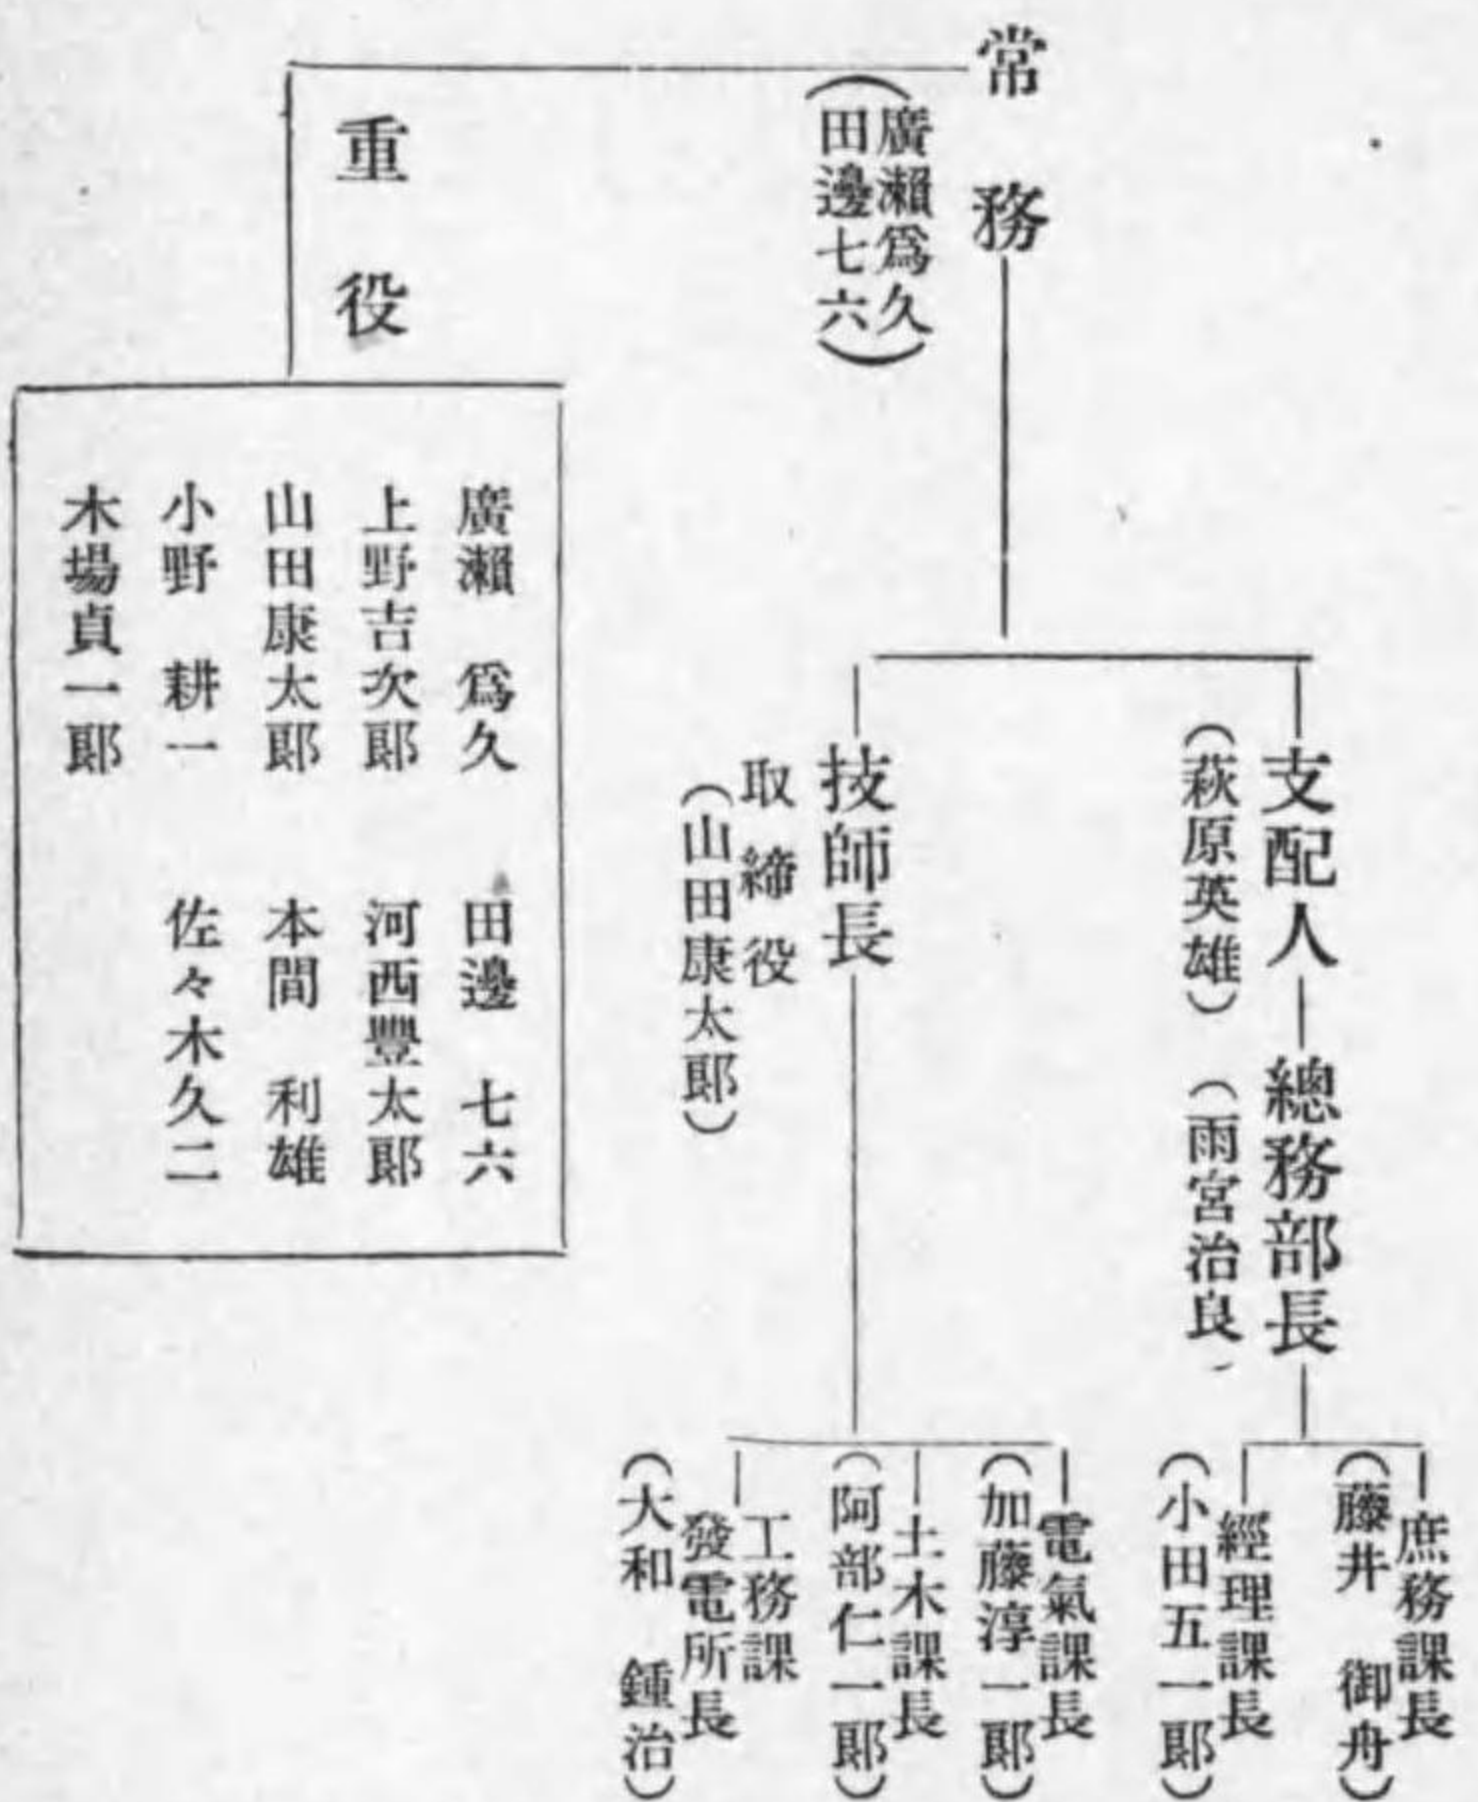 常務
(廣瀨爲久
田邊七六)
支配人
(萩原英雄)
總務部長
(雨宮治良
庶務課長
(藤井 御舟)
經理課長
(小田五一郞)
技師長
取締役
(山田康太郞)
電氣課長
(加藤淳一郞)
土木課長
(阿部仁一郞)
工務課
發電所長
(大和 鍾治)
重役
廣瀨 爲久 田邊 七六
上野吉次郞 河西豐太郞
山田康太郞 本間 利雄
小野 耕一 佐々木久二
木場貞一郞